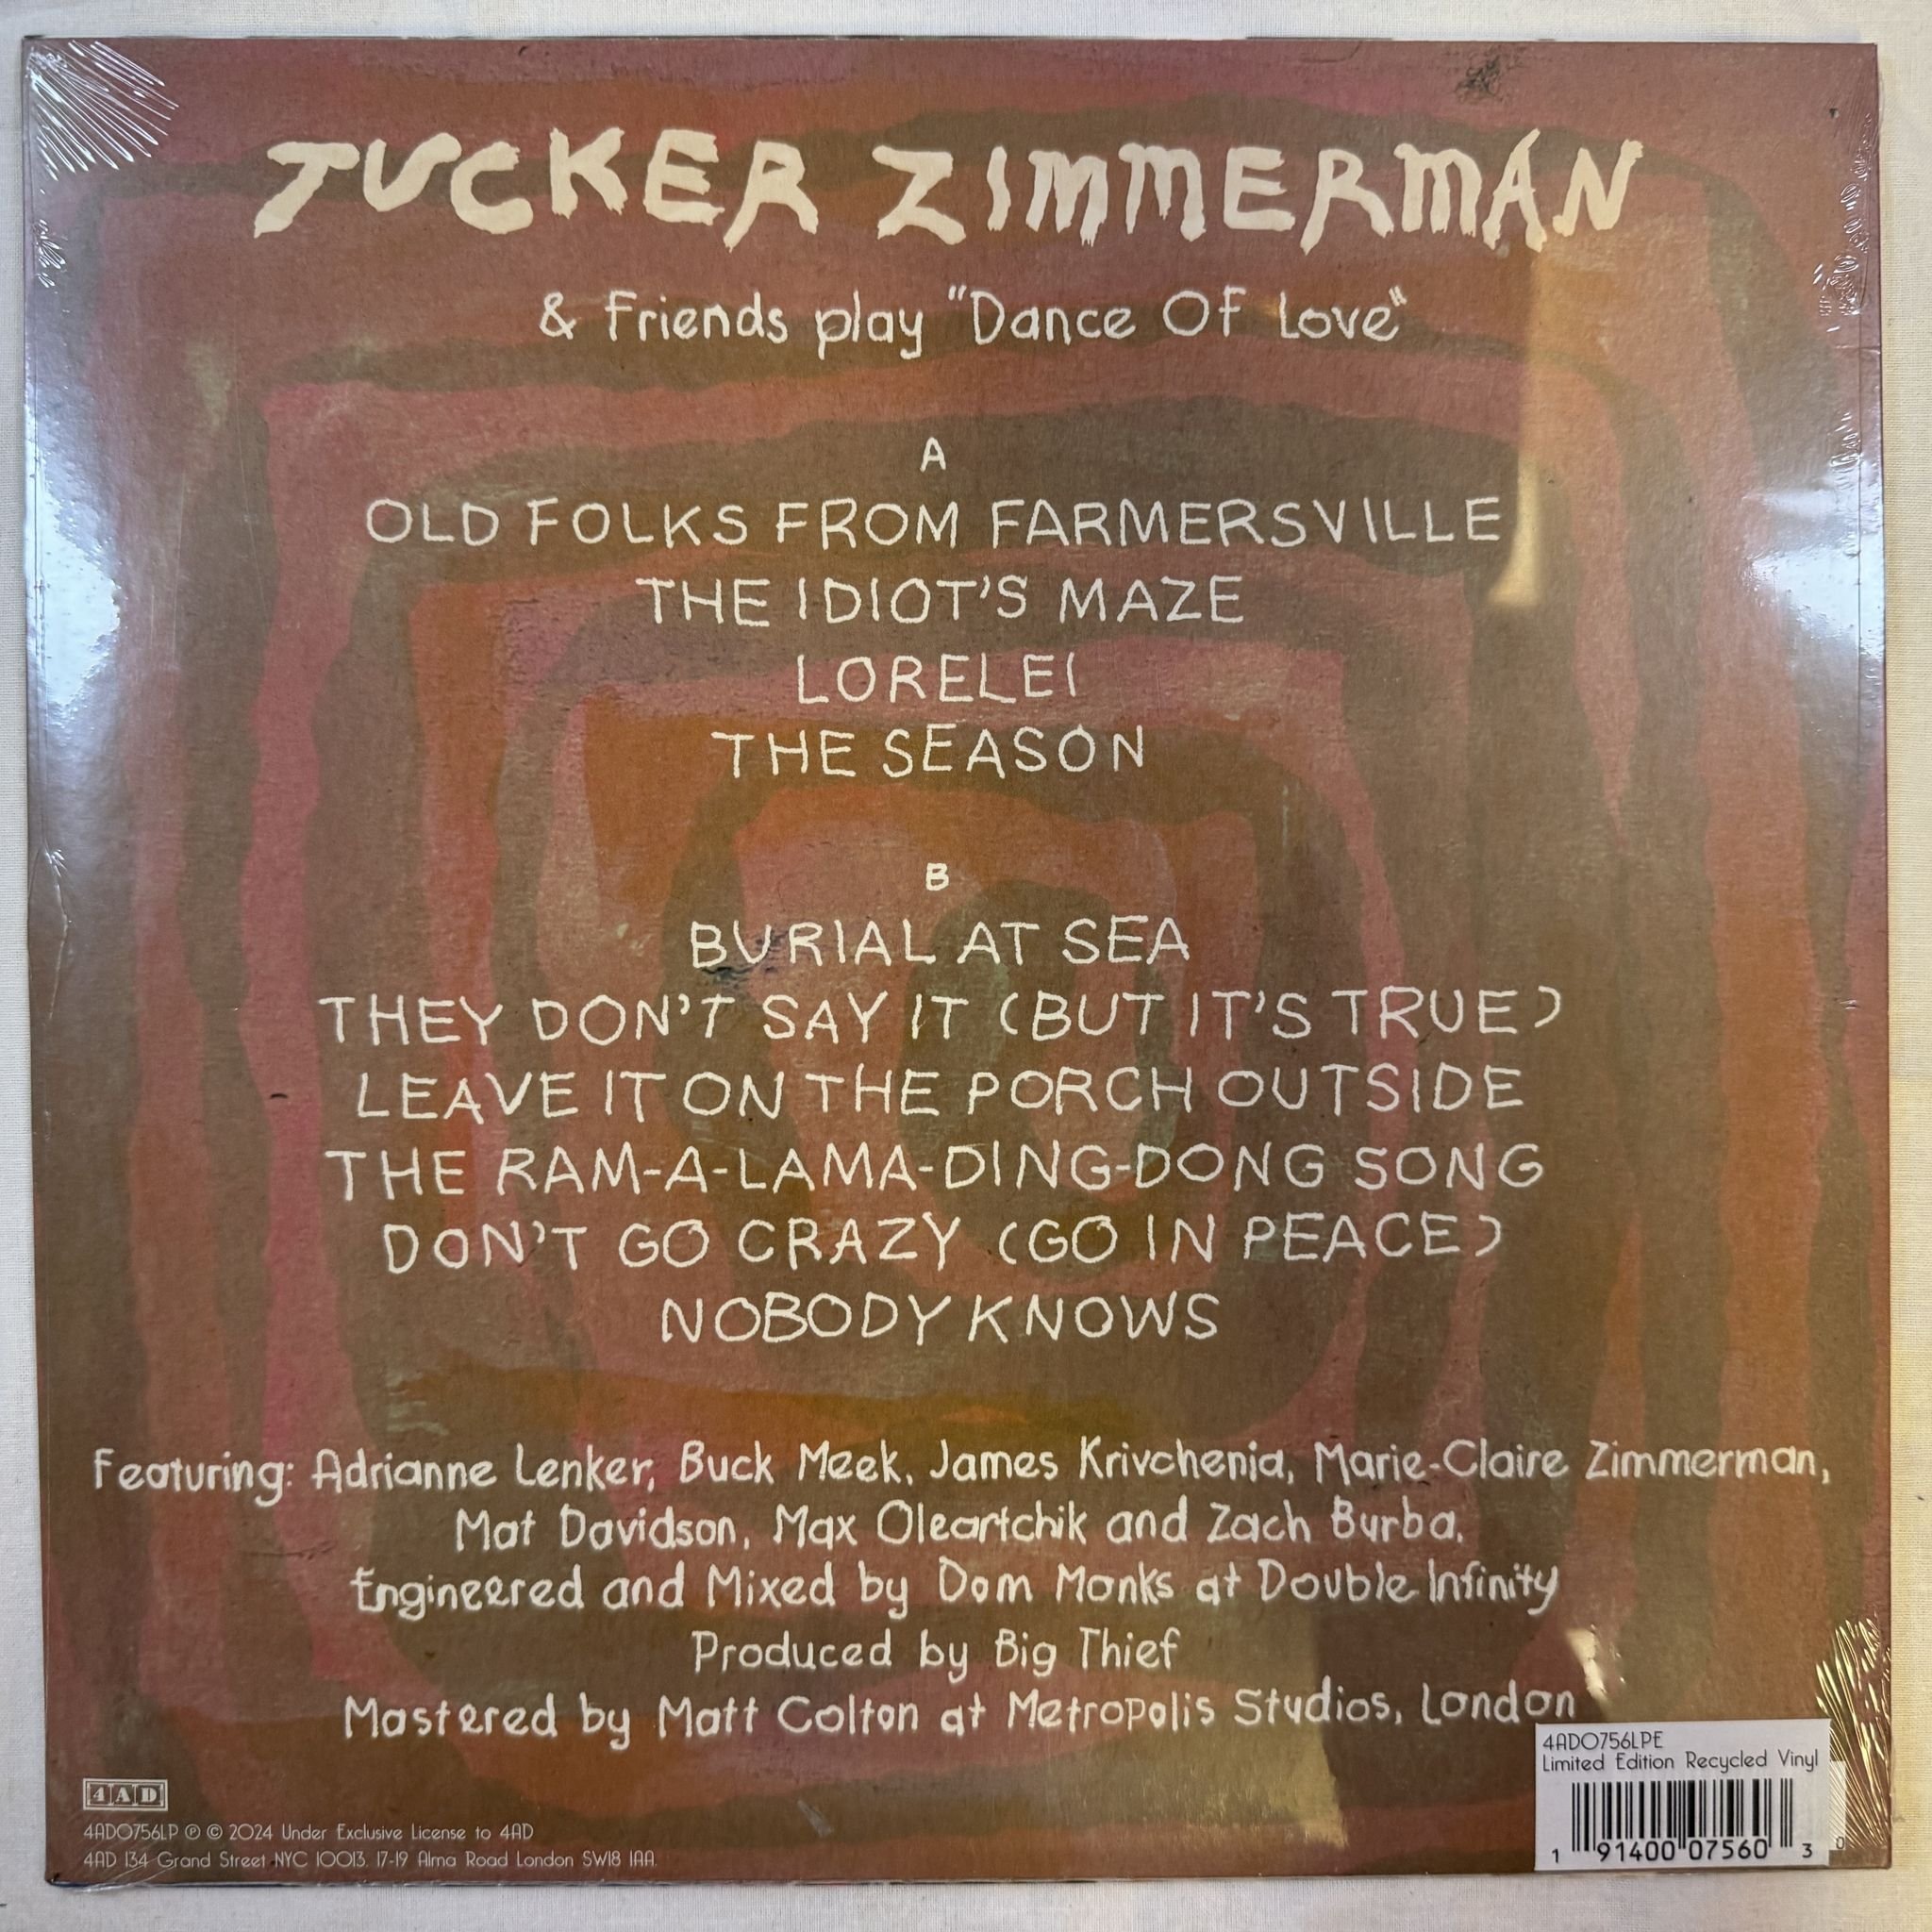 TUCKER ZIMMERMAN
& Friends play "Dance Of Love"
A
OLD FOLKS FROM FARMERSVILLE
THE IDIOT'S MAZE
LORELEI
THE SEASON
B
BURIAL AT SEA
THEY DON'T SAY IT (BUT IT'S TRUE)
LEAVE IT ON THE PORCH OUTSIDE
THE RAM-A-LAMA-DING-DONG SONG
DON'T GO CRAZY (GO IN PEACE)
NOBODY KNOWS
Featuring: Adrianne Lenker, Buck Meek, James Krivchenia, Marie-Claire Zimmerman,
Mat Davidson, Max Oleartchik and Zach Burba.
Engineered and Mixed by Dom Monks at Double Infinity
Produced by Big Thief
Mastered by Matt Colton at Metropolis Studios, London
4AD
4AD0756LP ℗ © 2024 Under Exclusive License to 4AD
4AD 134 Grand Street NYC 10013. 17-19 Alma Road London SW18 1AA.
4AD0756LPE
Limited Edition Recycled Vinyl
1 91400 07560 3
0